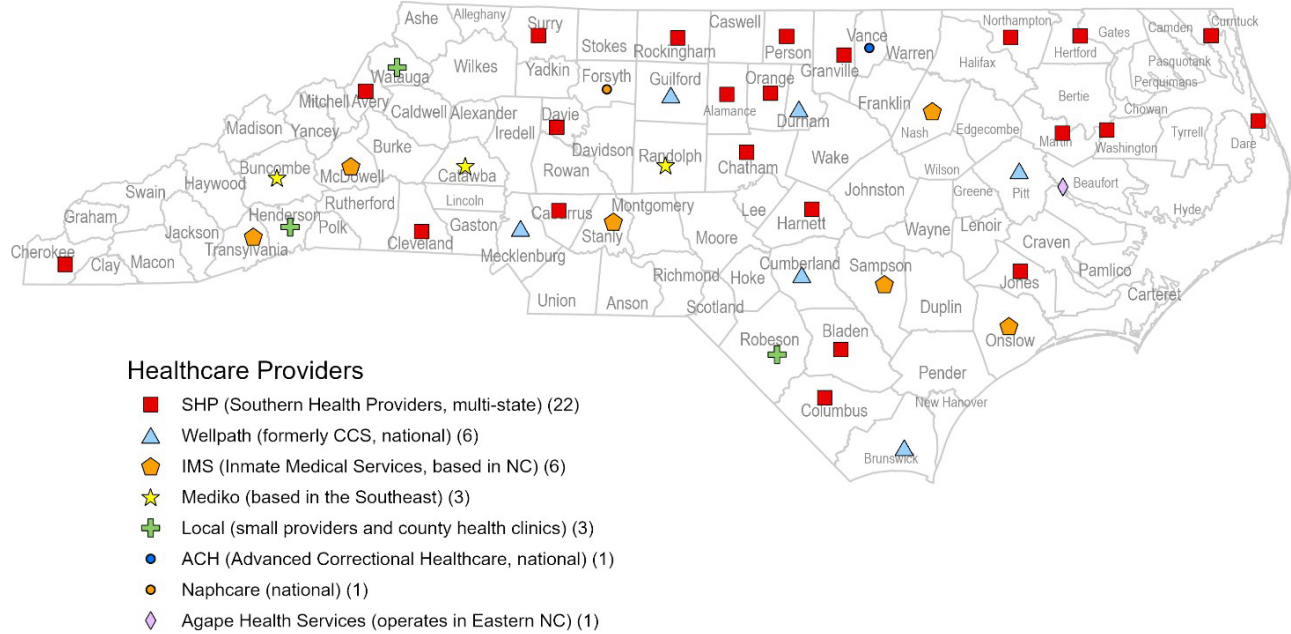 Ashe
Alleghany
Surry
Stokes
Rockingham
Caswell
Person
Granville
Vance
Warren
Northampton
Halifax
Hertford
Gates
Camden
Curntuck
Pasquotank
Perquimans
Chowan
Bertie
Watauga
Wilkes
Yadkin
Forsyth
Guilford
Alamance
Orange
Durham
Franklin
Nash
Edgecombe
Martin
Washington
Tyrrell
Dare
Mitchell
Avery
Caldwell
Alexander
Iredell
Davie
Davidson
Randolph
Chatham
Wake
Wilson
Johnston
Greene
Pitt
Beaufort
Hyde
Madison
Yancey
Burke
McDowell
Catawba
Rowan
Buncombe
Haywood
Swain
Graham
Cherokee
Clay
Macon
Jackson
Transylvania
Henderson
Polk
Rutherford
Cleveland
Lincoln
Gaston
Mecklenburg
Cabarrus
Stanly
Montgomery
Moore
Lee
Harnett
Wayne
Lenoir
Craven
Pamlico
Carteret
Jones
Onslow
Duplin
Sampson
Cumberland
Hoke
Richmond
Scotland
Anson
Union
Robeson
Bladen
Pender
New Hanover
Columbus
Brunswick
Healthcare Providers
SHP (Southern Health Providers, multi-state) (22)
Wellpath (formerly CCS, national) (6)
IMS (Inmate Medical Services, based in NC) (6)
Mediko (based in the Southeast) (3)
Local (small providers and county health clinics) (3)
ACH (Advanced Correctional Healthcare, national) (1)
Naphcare (national) (1)
Agape Health Services (operates in Eastern NC) (1)